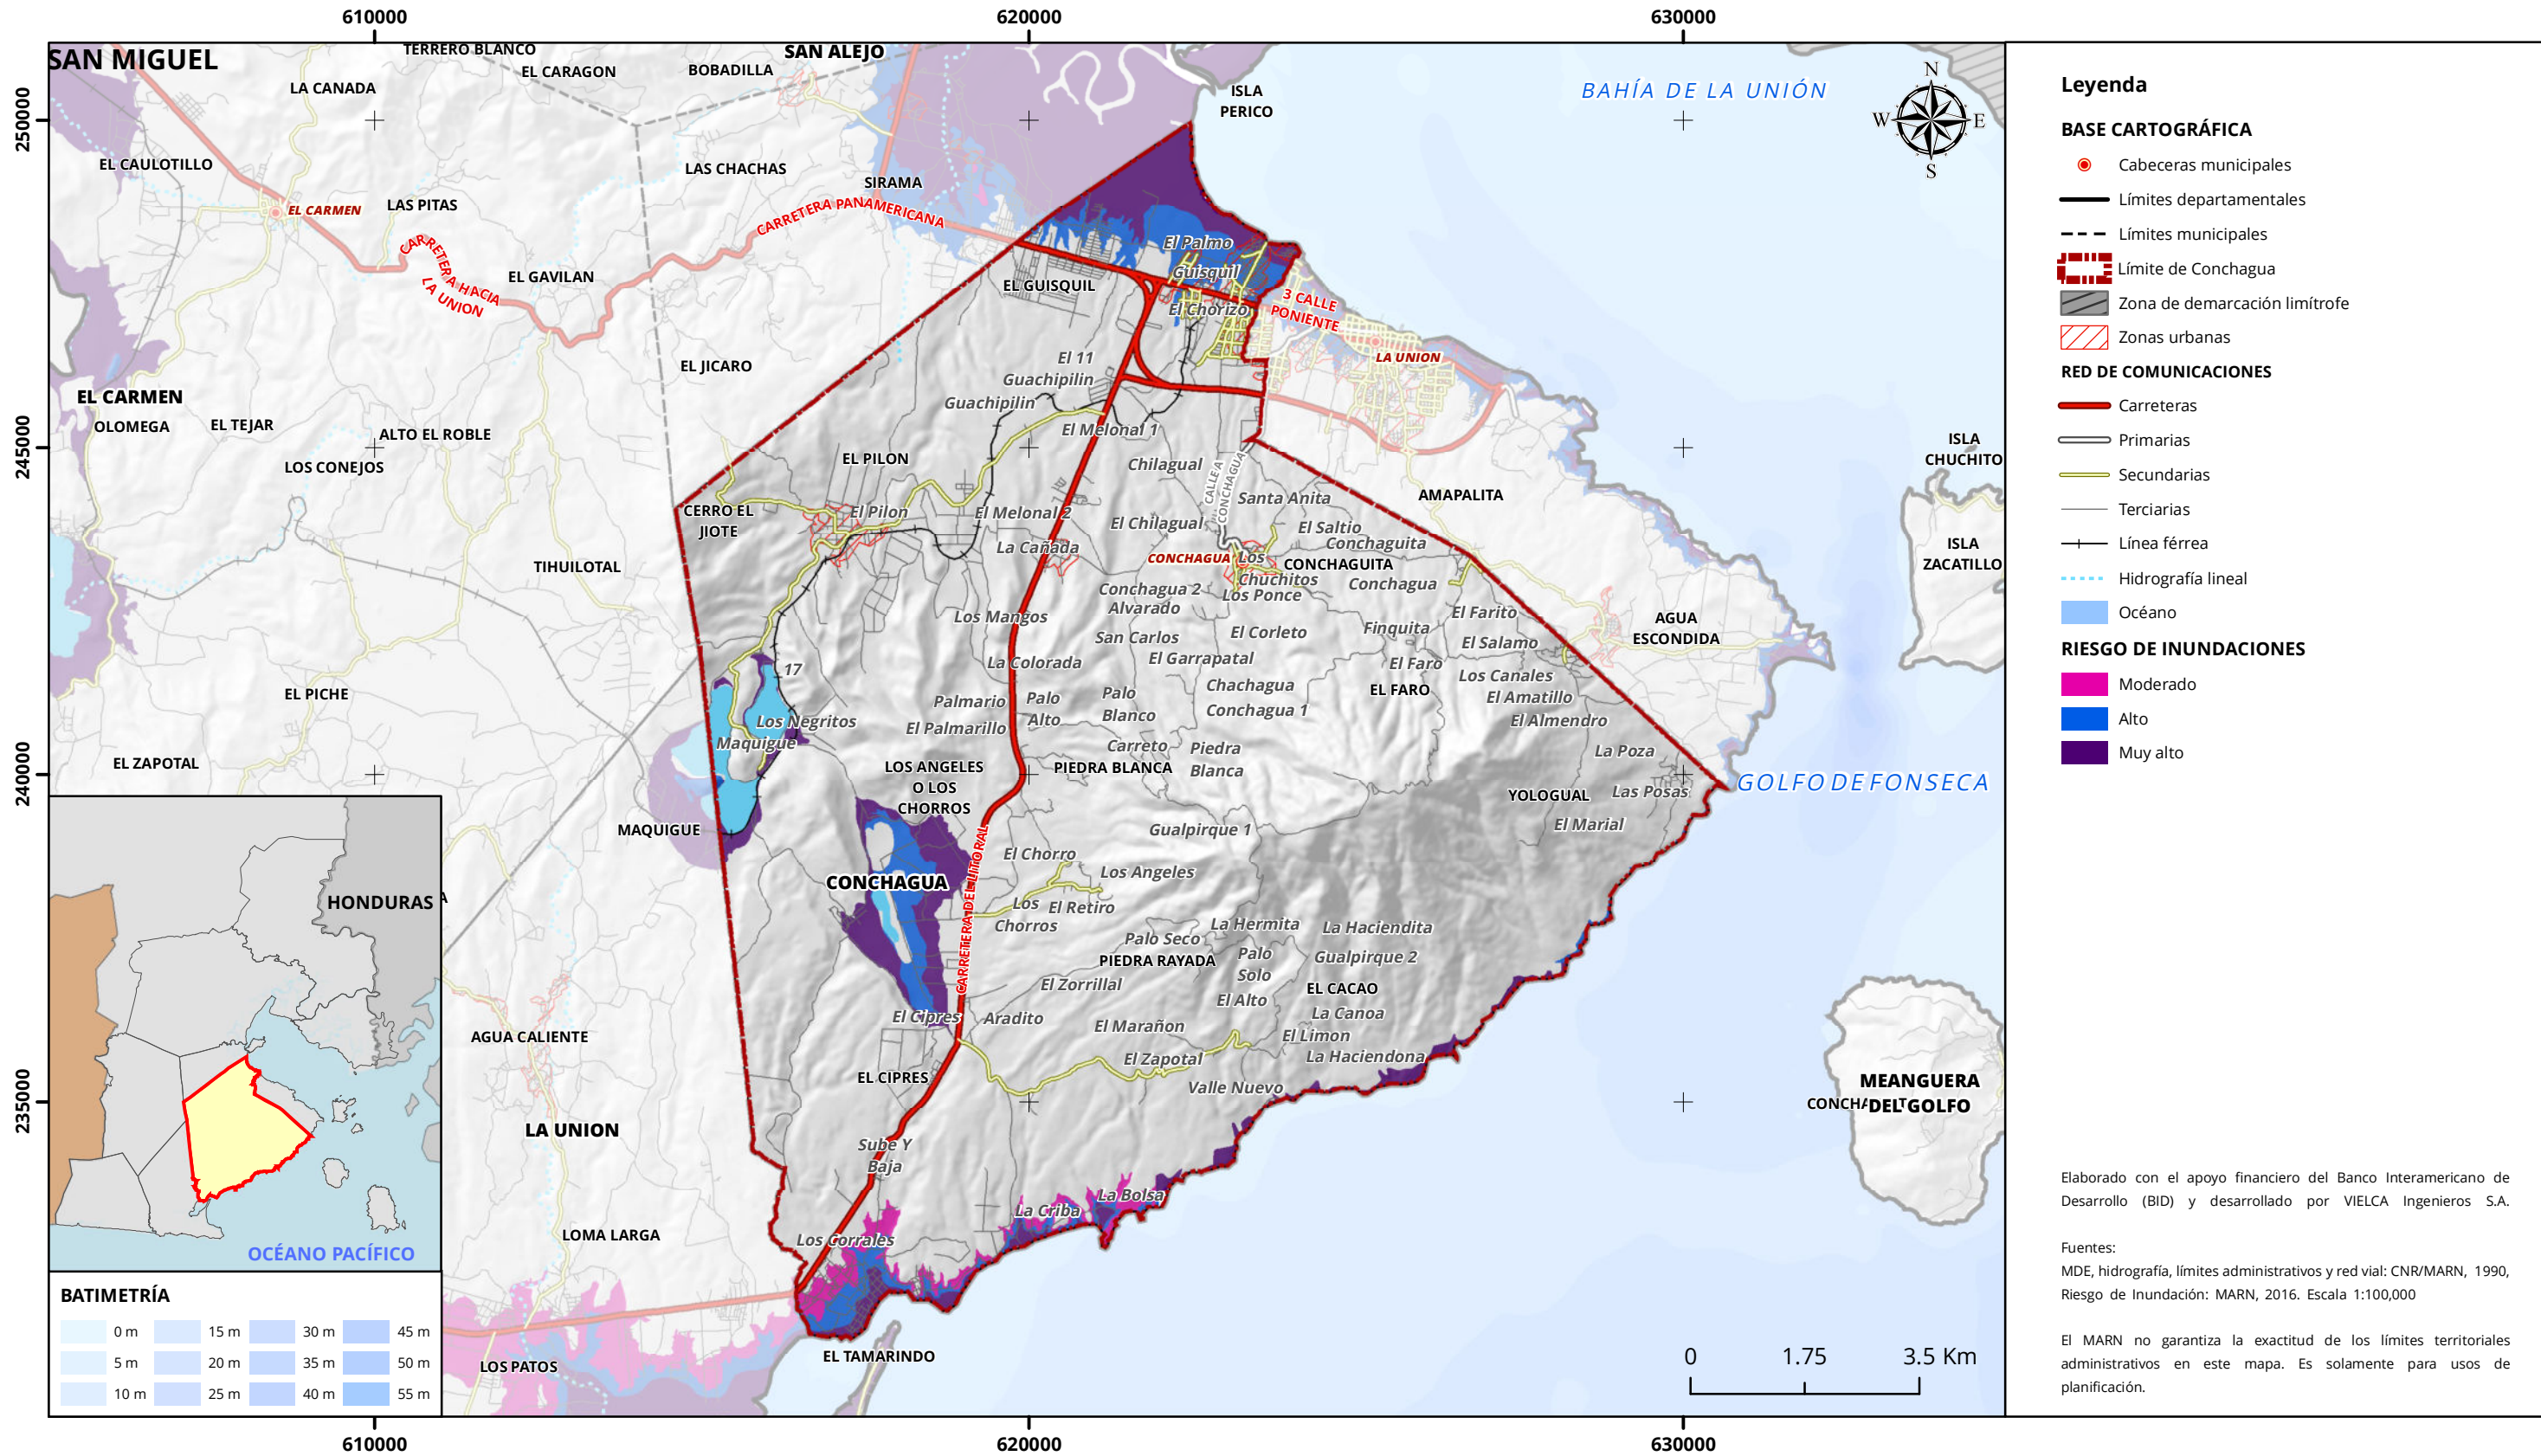 610000
620000
630000
SAN MIGUEL
TERRERO BLANCO
SAN ALEJO
EL CARAGON
BOBADILLA
LA CANADA
ISLA
PERICO
BAHÍA DE LA UNIÓN
N
W
E
S
250000
EL CAULOTILLO
LAS CHACHAS
SIRAMA
EL CARMEN
LAS PITAS
CARRETERA PANAMERICANA
CARRETERA HACIA
LA UNION
EL GAVILAN
El Palmo
Guisquil
EL GUISQUIL
El Chorizo
3 CALLE
PONIENTE
LA UNION
EL JICARO
El 11
Guachipilin
Guachipilin
EL CARMEN
OLOMEGA
EL TEJAR
ALTO EL ROBLE
El Melonal 1
245000
LOS CONEJOS
EL PILON
Chilagual
CALLE A
CONCHAGUA
Santa Anita
AMAPALITA
ISLA
CHUCHITO
CERRO EL
JIOTE
El Pilon
El Melonal 2
El Chilagual
El Saltio
Conchaguita
La Cañada
CONCHAGUA
Los
Chuchitos
CONCHAGUITA
ISLA
ZACATILLO
TIHUILOTAL
Conchagua 2
Conchagua
Los Ponce
Alvarado
Los Mangos
El Farito
AGUA
ESCONDIDA
San Carlos
El Corleto
Finquita
El Salamo
17
La Colorada
El Garrapatal
El Faro
Los Canales
EL PICHE
Palmario
Palo
Alto
Palo
Blanco
Chachagua
Conchagua 1
EL FARO
El Amatillo
Los Negritos
El Palmarillo
El Almendro
Maquigue
Carreto
Piedra
Blanca
La Poza
EL ZAPOTAL
LOS ANGELES
O LOS
CHORROS
PIEDRA BLANCA
240000
GOLFO DE FONSECA
YOLOGUAL
Las Posas
MAQUIGUE
Gualpirque 1
El Marial
El Chorro
CARRETERA DEL LITORAL
CONCHAGUA
Los Angeles
Los
Chorros
El Retiro
La Hermita
La Haciendita
Palo Seco
PIEDRA RAYADA
Palo
Solo
Gualpirque 2
El Zorrillal
EL CACAO
El Alto
El Cipres
Aradito
El Marañon
La Canoa
AGUA CALIENTE
El Limon
La Haciendona
El Zapotal
EL CIPRES
Valle Nuevo
MEANGUERA
DEL GOLFO
235000
LA UNION
Sube Y
Baja
La Bolsa
La Criba
LOMA LARGA
Los Corrales
LOS PATOS
EL TAMARINDO
0
1.75
3.5 Km
HONDURAS
OCÉANO PACÍFICO
BATIMETRÍA
0 m
15 m
30 m
45 m
5 m
20 m
35 m
50 m
10 m
25 m
40 m
55 m
610000
620000
630000
Leyenda
BASE CARTOGRÁFICA
Cabeceras municipales
Límites departamentales
Límites municipales
Límite de Conchagua
Zona de demarcación limítrofe
Zonas urbanas
RED DE COMUNICACIONES
Carreteras
Primarias
Secundarias
Terciarias
Línea férrea
Hidrografía lineal
Océano
RIESGO DE INUNDACIONES
Moderado
Alto
Muy alto
Elaborado con el apoyo financiero del Banco Interamericano de
Desarrollo (BID) y desarrollado por VIELCA Ingenieros S.A.
Fuentes:
MDE, hidrografía, límites administrativos y red vial: CNR/MARN, 1990,
Riesgo de Inundación: MARN, 2016. Escala 1:100,000
El MARN no garantiza la exactitud de los límites territoriales
administrativos en este mapa. Es solamente para usos de
planificación.